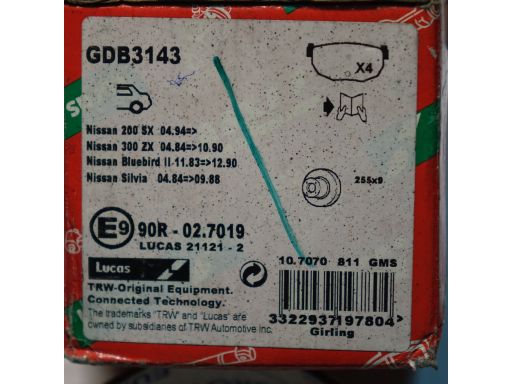 GDB3143
X4
Nissan 200 SX 04.94=>
Nissan 300 ZX 04.84=>10.90
Nissan Bluebird II 11.83=>12.90
Nissan Silvia 04.84=>09.88
255x9
E9 90R - 02.7019
LUCAS 21121 - 2
Lucas
10.7070 811 GMS
TRW-Original Equipment.
Connected Technology.
The trademarks "TRW" and "Lucas" are
owned by subsidiaries of TRW Automotive Inc.
3322937197804>
Girling